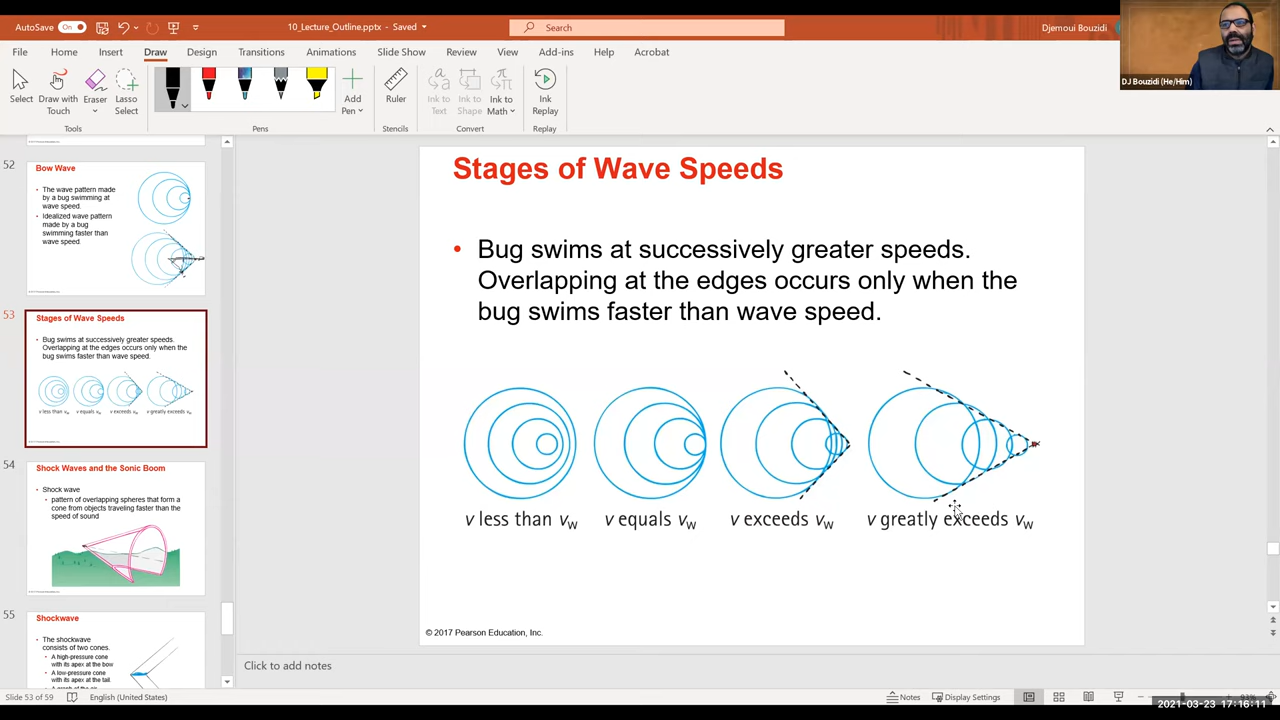 AutoSave On 10_Lecture_Outline.pptx - Saved Search Djemoui Bouzidi
File Home Insert Draw Design Transitions Animations Slide Show Review View Add-ins Help Acrobat
DJ Bouzidi (He/Him)
Select Draw with Touch Eraser Lasso Select Add Pen Ruler Ink to Text Ink to Shape Ink to Math Ink Replay
Tools Pens Stencils Convert Replay
52
Bow Wave
• The wave pattern made
by a bug swimming at
wave speed.
• Idealized wave pattern
made by a bug
swimming faster than
wave speed.
53
Stages of Wave Speeds
• Bug swims at successively greater speeds.
Overlapping at the edges occurs only when the
bug swims faster than wave speed.
v less than vw v equals vw v exceeds vw v greatly exceeds vw
54
Shock Waves and the Sonic Boom
• Shock wave
• pattern of overlapping spheres that form a
cone from objects traveling faster than the
speed of sound
55
Shockwave
• The shockwave
consists of two cones.
• A high-pressure cone
with its apex at the bow
• A low-pressure cone
with its apex at the tail
Stages of Wave Speeds
• Bug swims at successively greater speeds.
Overlapping at the edges occurs only when the
bug swims faster than wave speed.
v less than vw v equals vw v exceeds vw v greatly exceeds vw
© 2017 Pearson Education, Inc.
Click to add notes
Slide 53 of 59 English (United States) Notes Display Settings
2021-03-23 17:16:11